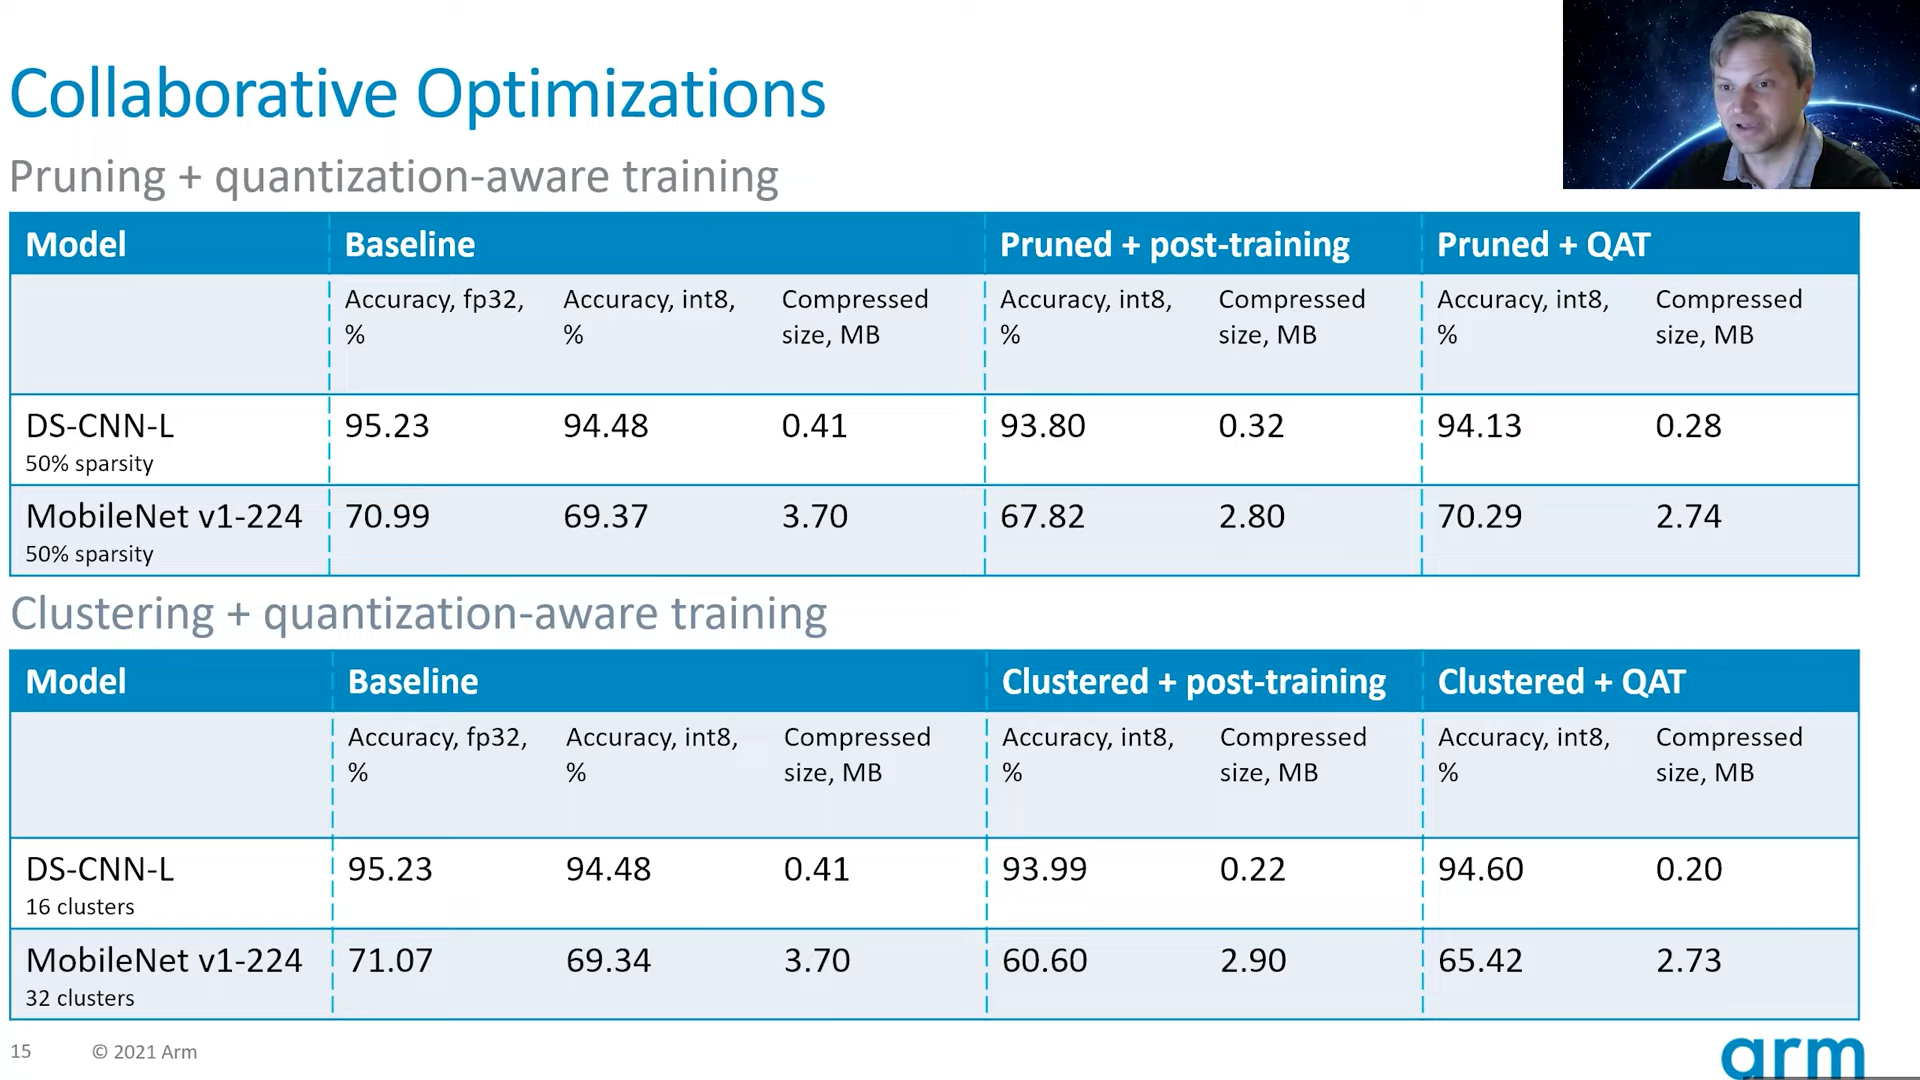 Collaborative Optimizations
Pruning + quantization-aware training
Model Baseline Pruned + post-training Pruned + QAT
Accuracy, fp32, % Accuracy, int8, % Compressed size, MB Accuracy, int8, % Compressed size, MB Accuracy, int8, % Compressed size, MB
DS-CNN-L 95.23 94.48 0.41 93.80 0.32 94.13 0.28
50% sparsity
MobileNet v1-224 70.99 69.37 3.70 67.82 2.80 70.29 2.74
50% sparsity
Clustering + quantization-aware training
Model Baseline Clustered + post-training Clustered + QAT
Accuracy, fp32, % Accuracy, int8, % Compressed size, MB Accuracy, int8, % Compressed size, MB Accuracy, int8, % Compressed size, MB
DS-CNN-L 95.23 94.48 0.41 93.99 0.22 94.60 0.20
16 clusters
MobileNet v1-224 71.07 69.34 3.70 60.60 2.90 65.42 2.73
32 clusters
15 © 2021 Arm
arm